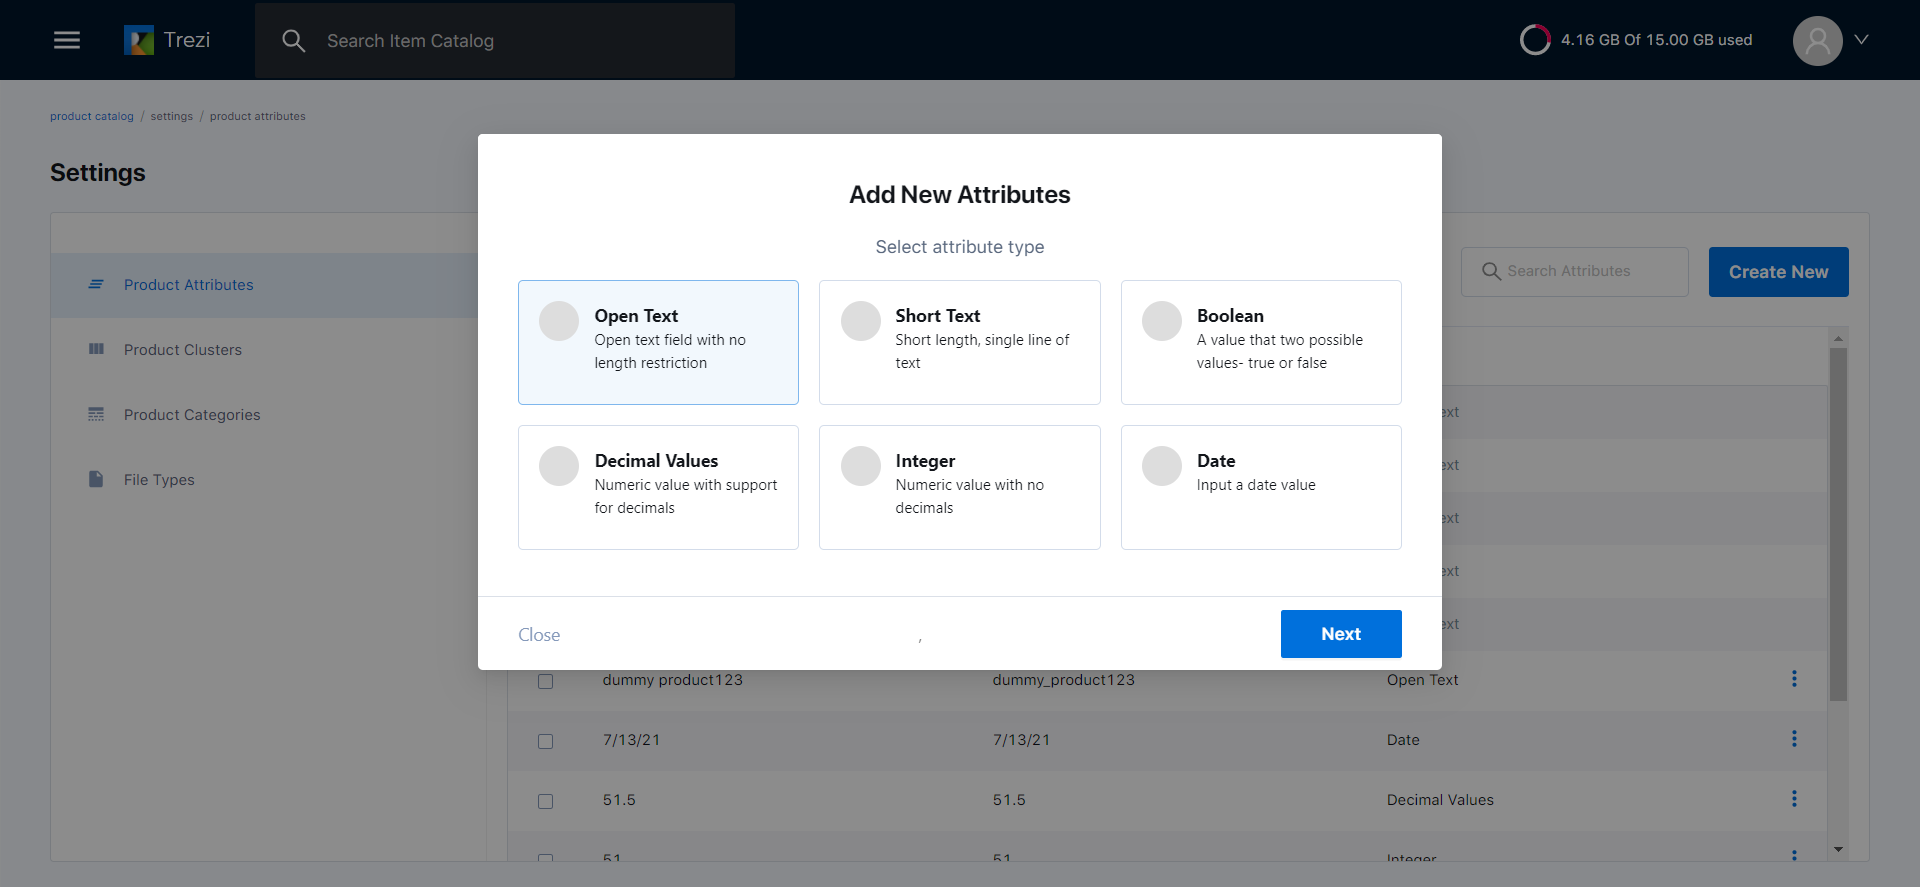 Trezi
Search Item Catalog
4.16 GB Of 15.00 GB used
product catalog / settings / product attributes
Settings
Product Attributes
Product Clusters
Product Categories
File Types
Search Attributes
Create New
Add New Attributes
Select attribute type
Open Text
Open text field with no
length restriction
Short Text
Short length, single line of
text
Boolean
A value that two possible
values- true or false
Decimal Values
Numeric value with support
for decimals
Integer
Numeric value with no
decimals
Date
Input a date value
Close
,
Next
ext
ext
ext
ext
ext
dummy product123 dummy_product123 Open Text
7/13/21 7/13/21 Date
51.5 51.5 Decimal Values
51 51 Integer